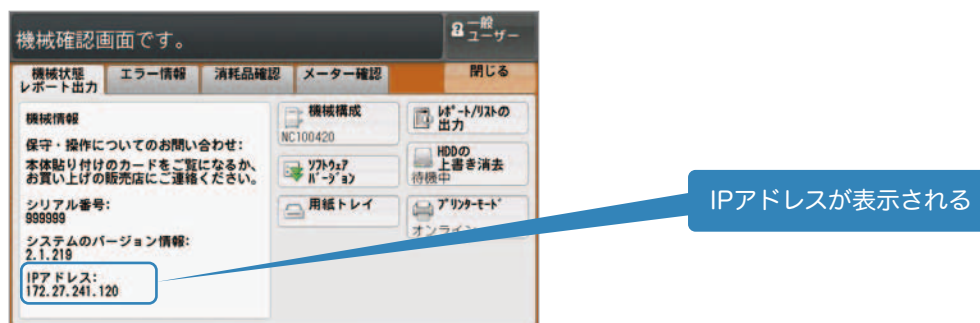 機械確認画面です。
一般
ユーザー
機械状態
レポート出力
エラー情報
消耗品確認
メーター確認
閉じる
機械情報
保守・操作についてのお問い合わせ:
本体貼り付けのカードをご覧になるか、
お買い上げの販売店にご連絡ください。
シリアル番号:
999999
システムのバージョン情報:
2.1.219
IPアドレス:
172.27.241.120
機械構成
NC100420
ソフトウェア
バージョン
用紙トレイ
レポート/リストの
出力
HDDの
上書き消去
待機中
プリンターモード
オンライン
IPアドレスが表示される